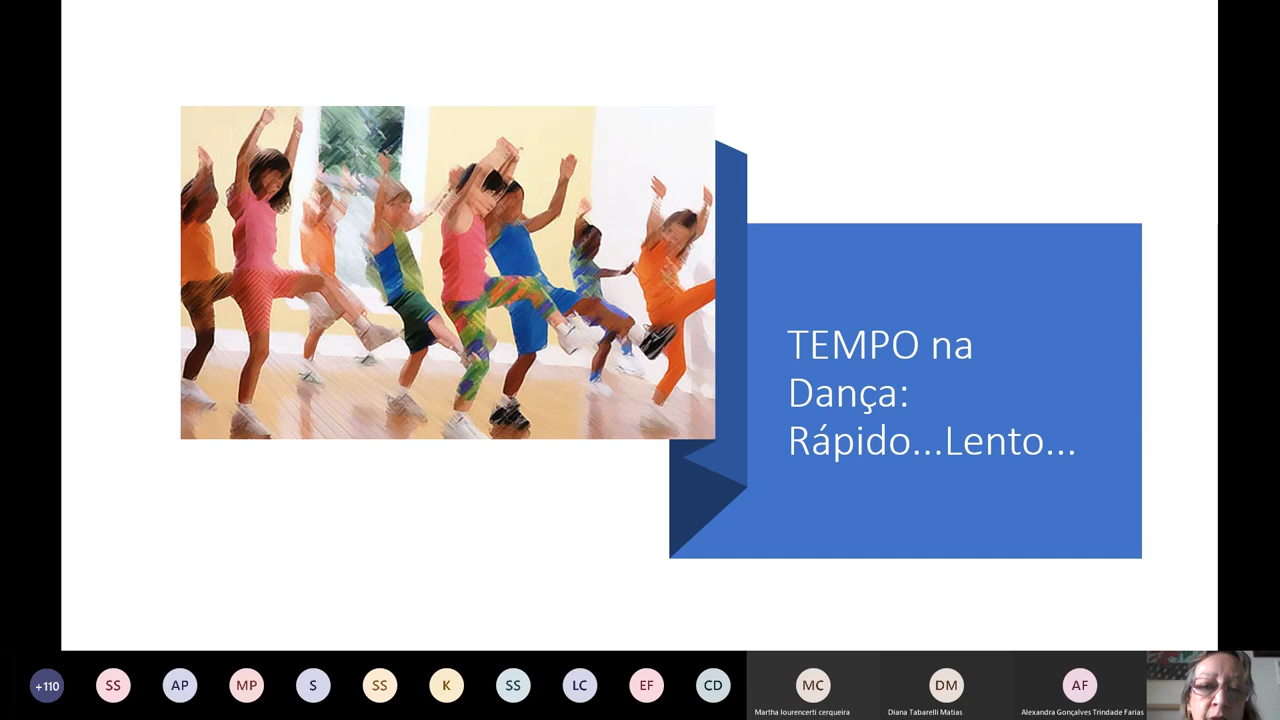 TEMPO na
Dança:
Rápido...Lento...
+110
SS
AP
MP
S
SS
K
SS
LC
EF
CD
MC
DM
AF
Martha lourencerti cerqueira
Diana Tabarelli Matias
Alexandra Gonçalves Trindade Farias